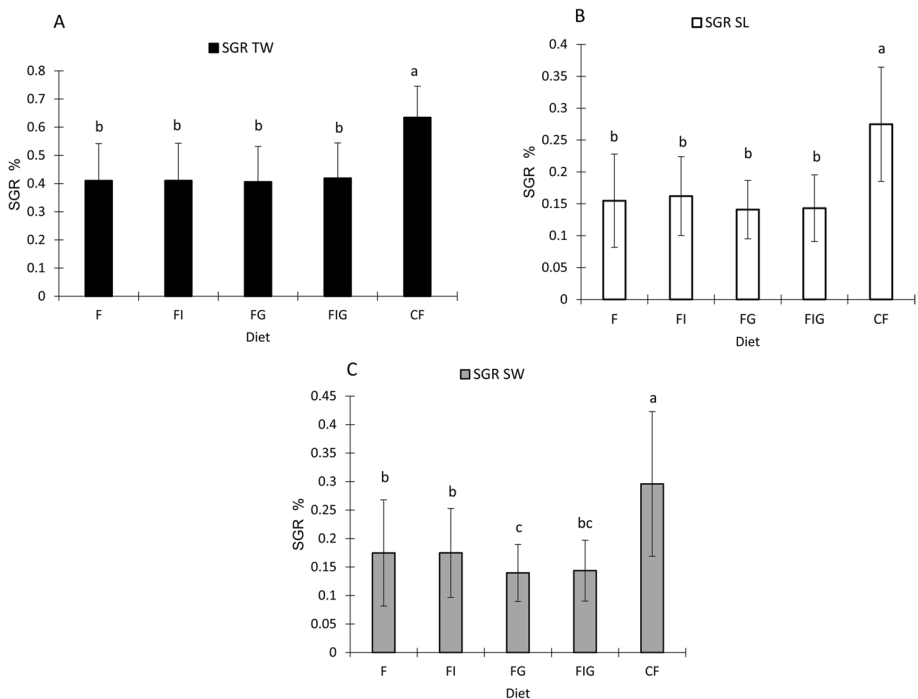 A
SGR TW
SGR %
0.8
0.7
0.6
0.5
0.4
0.3
0.2
0.1
0
b
b
b
b
a
F
FI
FG
FIG
CF
Diet
B
SGR SL
SGR %
0.4
0.35
0.3
0.25
0.2
0.15
0.1
0.05
0
b
b
b
b
a
F
FI
FG
FIG
CF
Diet
C
SGR SW
SGR %
0.45
0.4
0.35
0.3
0.25
0.2
0.15
0.1
0.05
0
b
b
c
bc
a
F
FI
FG
FIG
CF
Diet